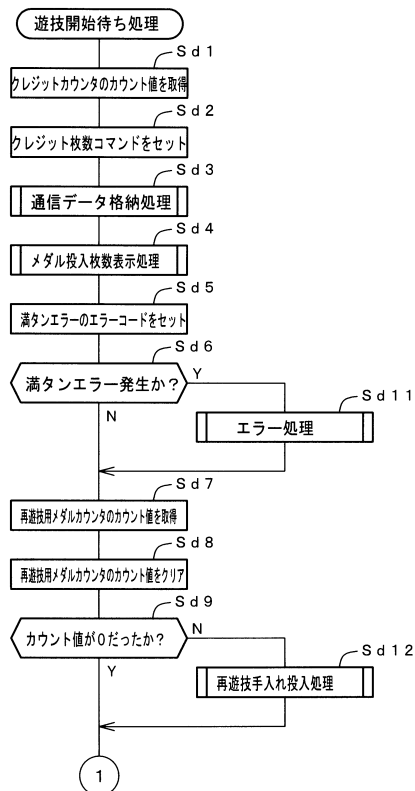 遊技開始待ち処理
Sd1
クレジットカウンタのカウント値を取得
Sd2
クレジット枚数コマンドをセット
Sd3
通信データ格納処理
Sd4
メダル投入枚数表示処理
Sd5
満タンエラーのエラーコードをセット
Sd6
満タンエラー発生か?
Y
N
Sd11
エラー処理
Sd7
再遊技用メダルカウンタのカウント値を取得
Sd8
再遊技用メダルカウンタのカウント値をクリア
Sd9
カウント値が0だったか?
N
Y
Sd12
再遊技手入れ投入処理
1